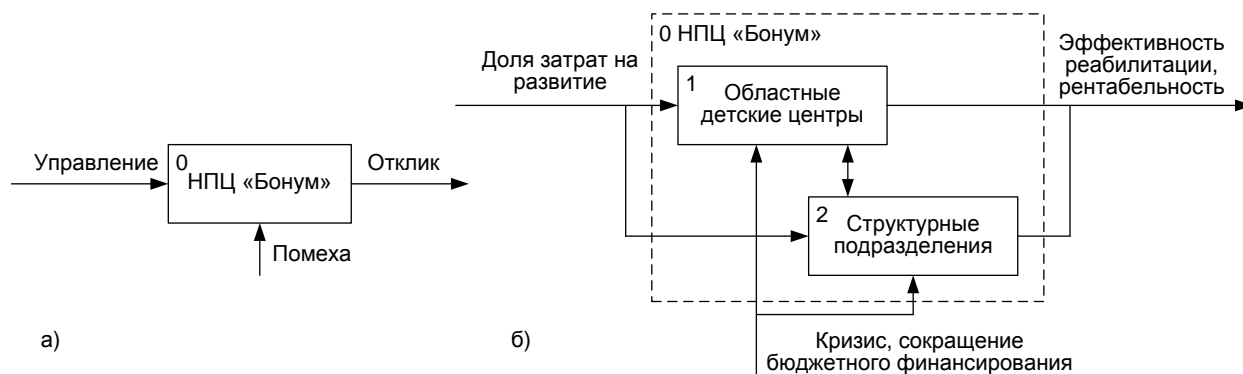 Управление
0
НПЦ «Бонум»
Отклик
Помеха
а)
0 НПЦ «Бонум»
Доля затрат на
развитие
1
Областные
детские центры
Эффективность
реабилитации,
рентабельность
2
Структурные
подразделения
Кризис, сокращение
бюджетного финансирования
б)